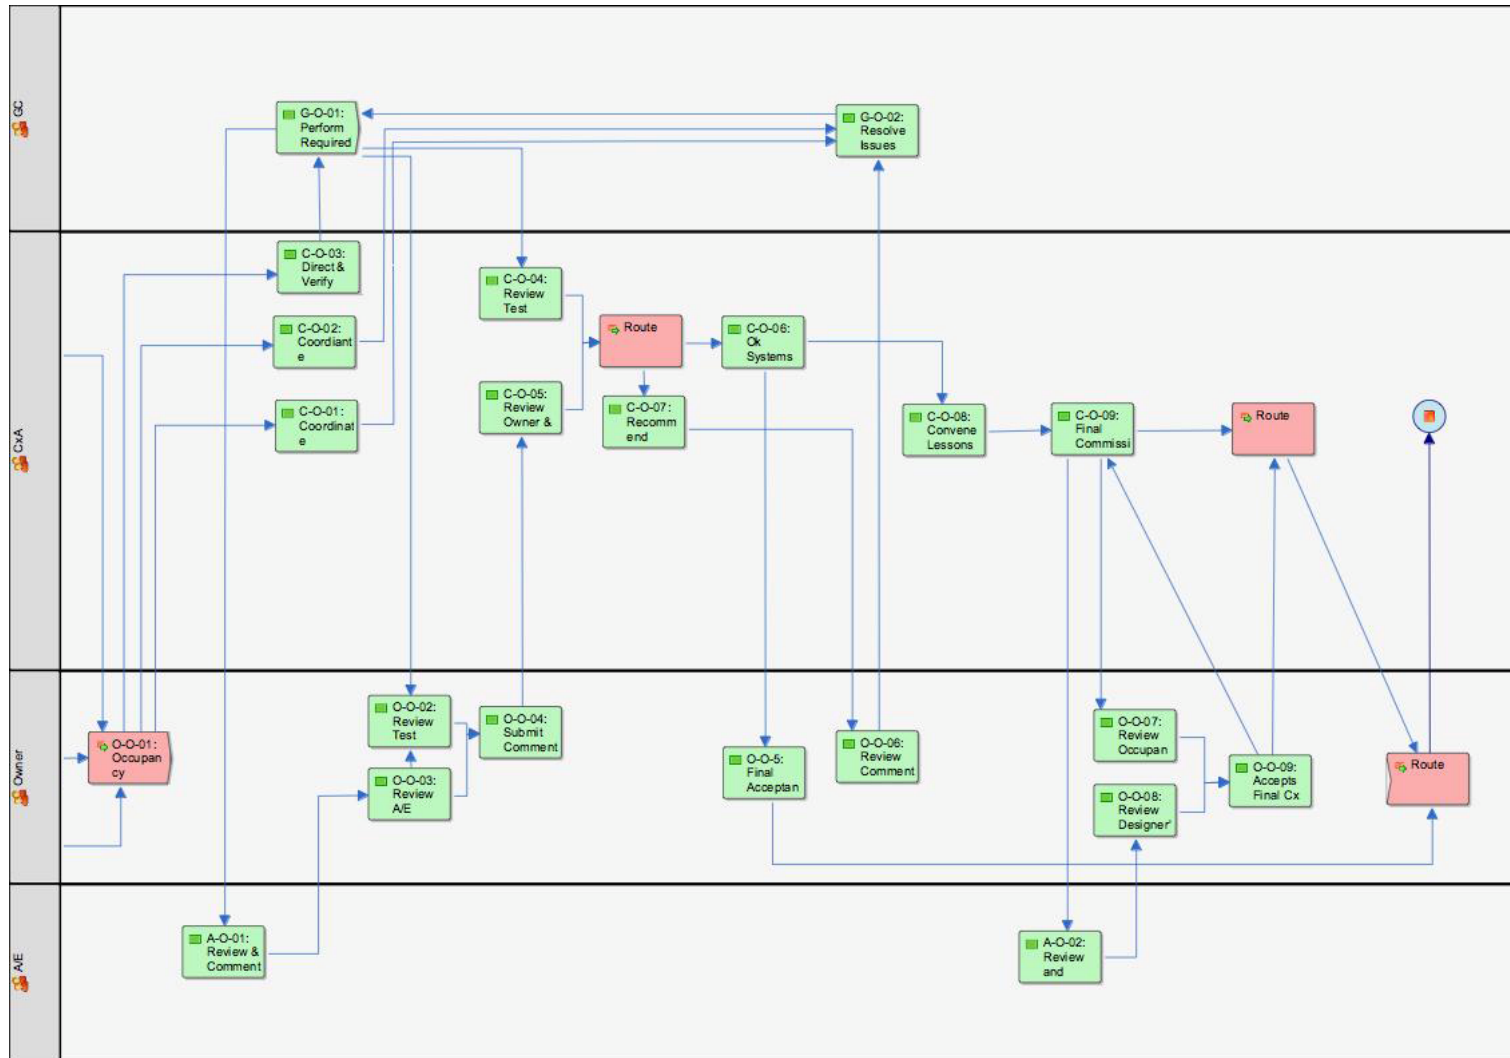 GC
G-O-01:
Perform
Required
G-O-02:
Resolve
Issues
CxA
C-O-03:
Direct &
Verify
C-O-02:
Coordiant
e
C-O-01:
Coordinat
e
C-O-04:
Review
Test
C-O-05:
Review
Owner &
Route
C-O-06:
Ok
Systems
C-O-07:
Recomm
end
C-O-08:
Convene
Lessons
C-O-09:
Final
Commissi
Route
Owner
O-O-01:
Occupan
cy
O-O-02:
Review
Test
O-O-03:
Review
A/E
O-O-04:
Submit
Comment
O-O-5:
Final
Acceptan
O-O-06:
Review
Comment
O-O-07:
Review
Occupan
O-O-08:
Review
Designer'
O-O-09:
Accepts
Final Cx
Route
A/E
A-O-01:
Review &
Comment
A-O-02:
Review
and